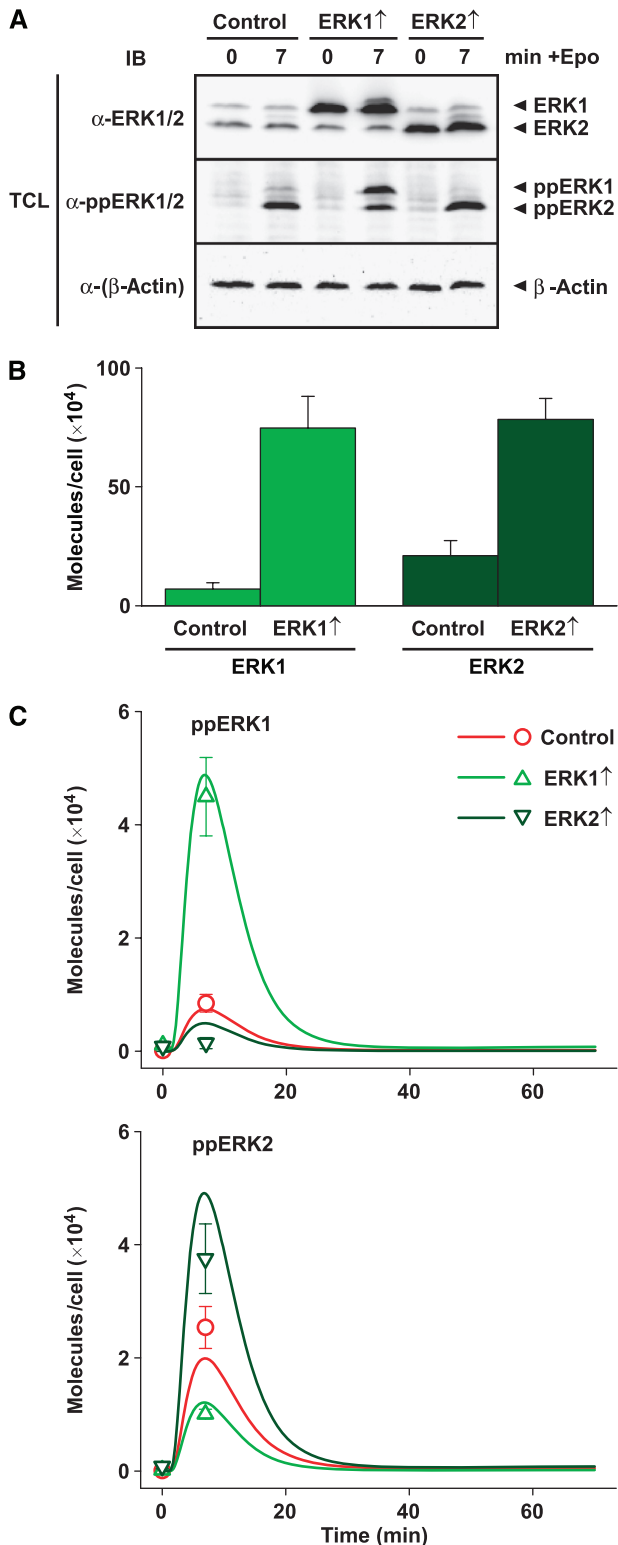 A
Control ERK1↑ ERK2↑
IB 0 7 0 7 0 7 min +Epo
TCL
α-ERK1/2
ERK1
ERK2
α-ppERK1/2
ppERK1
ppERK2
α-(β-Actin)
β-Actin
B
Molecules/cell (×10⁴)
100
50
0
Control ERK1↑ Control ERK2↑
ERK1 ERK2
C
ppERK1
Molecules/cell (×10⁴)
6
4
2
0
0 20 40 60
Control
ERK1↑
ERK2↑
ppERK2
Molecules/cell (×10⁴)
6
4
2
0
0 20 40 60
Time (min)